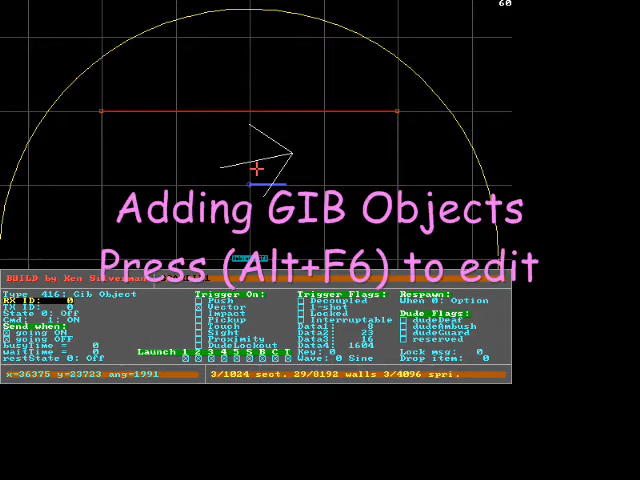 60
Adding GIB Objects
Press (Alt+F6) to edit
BUILD by Ken Silverman
Type 416: Gib Object Trigger On: Trigger Flags: Respawn:
RX ID: 0 Push Decoupled When 0: Option
TX ID: 0 Vector 1-shot
State 0: Off Impact Locked Dude Flags:
Cmd: 1: ON Pickup Interruptable dudeDeaf
Send when: Touch Data1: 8 dudeAmbush
going ON Sight Data2: 23 dudeGuard
going OFF Proximity Data3: 16 reserved
busyTime = 0 DudeLockout Data4: 1604
waitTime = 0 Launch 1 2 3 4 5 S B C T Key: 0 Lock msg: 0
restState 0: Off Wave: 0 Sine Drop item: 0
x=36375 y=23723 ang=1991 3/1024 sect. 29/8192 walls 3/4096 spri.